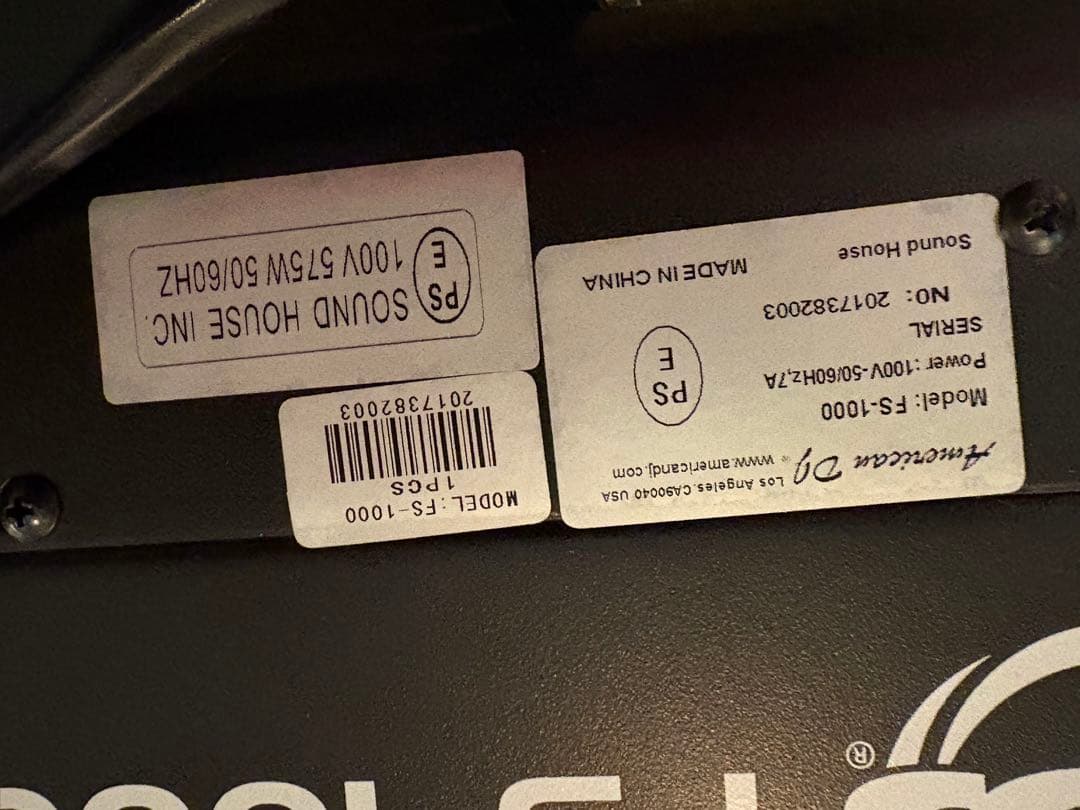 American DJ Los Angeles.CA90040 USA
www.americandj.com
Model: FS-1000
Power: 100V-50/60Hz,7A
SERIAL
NO: 2017382003
PS
E
Sound House
MADE IN CHINA
MODEL:FS-1000
1PCS
2017382003
PS
E
SOUND HOUSE INC.
100V 575W 50/60HZ
®